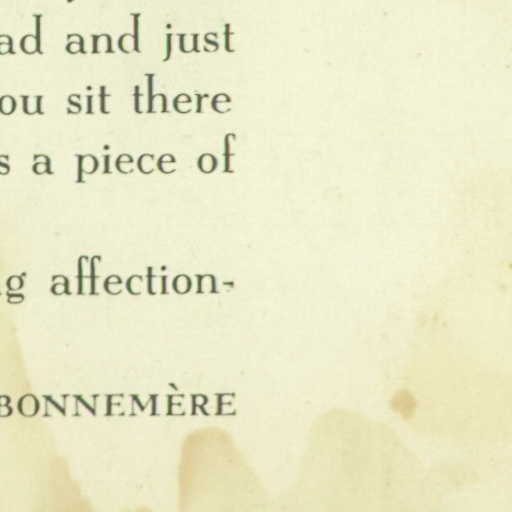 ad and just
ou sit there
s a piece of
g affection-
BONNEMÈRE